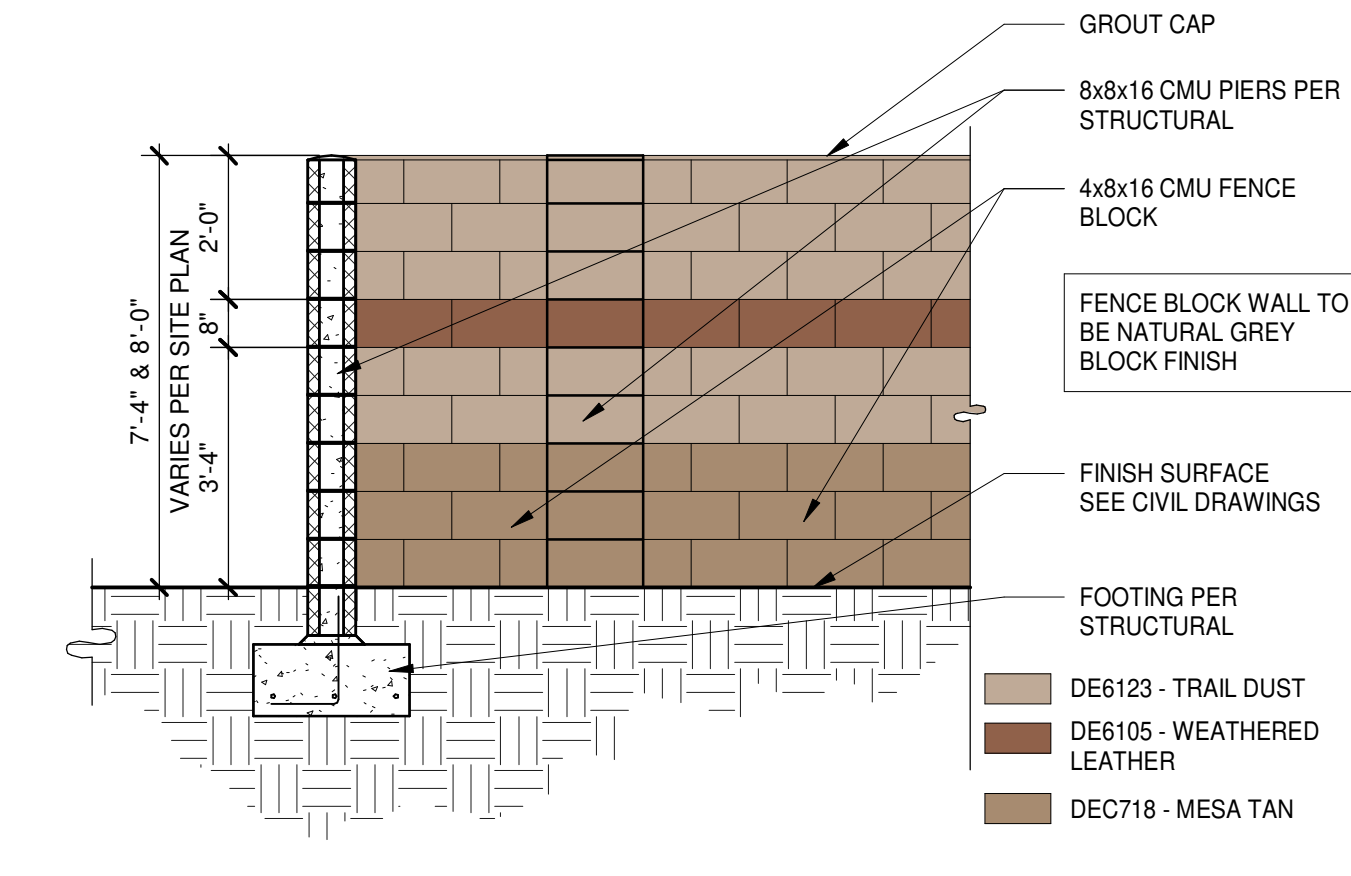 GROUT CAP
8x8x16 CMU PIERS PER
STRUCTURAL
4x8x16 CMU FENCE
BLOCK
FENCE BLOCK WALL TO
BE NATURAL GREY
BLOCK FINISH
FINISH SURFACE
SEE CIVIL DRAWINGS
FOOTING PER
STRUCTURAL
DE6123 - TRAIL DUST
DE6105 - WEATHERED
LEATHER
DEC718 - MESA TAN
7'-4" & 8'-0"
VARIES PER SITE PLAN
2'-0"
8"
3'-4"